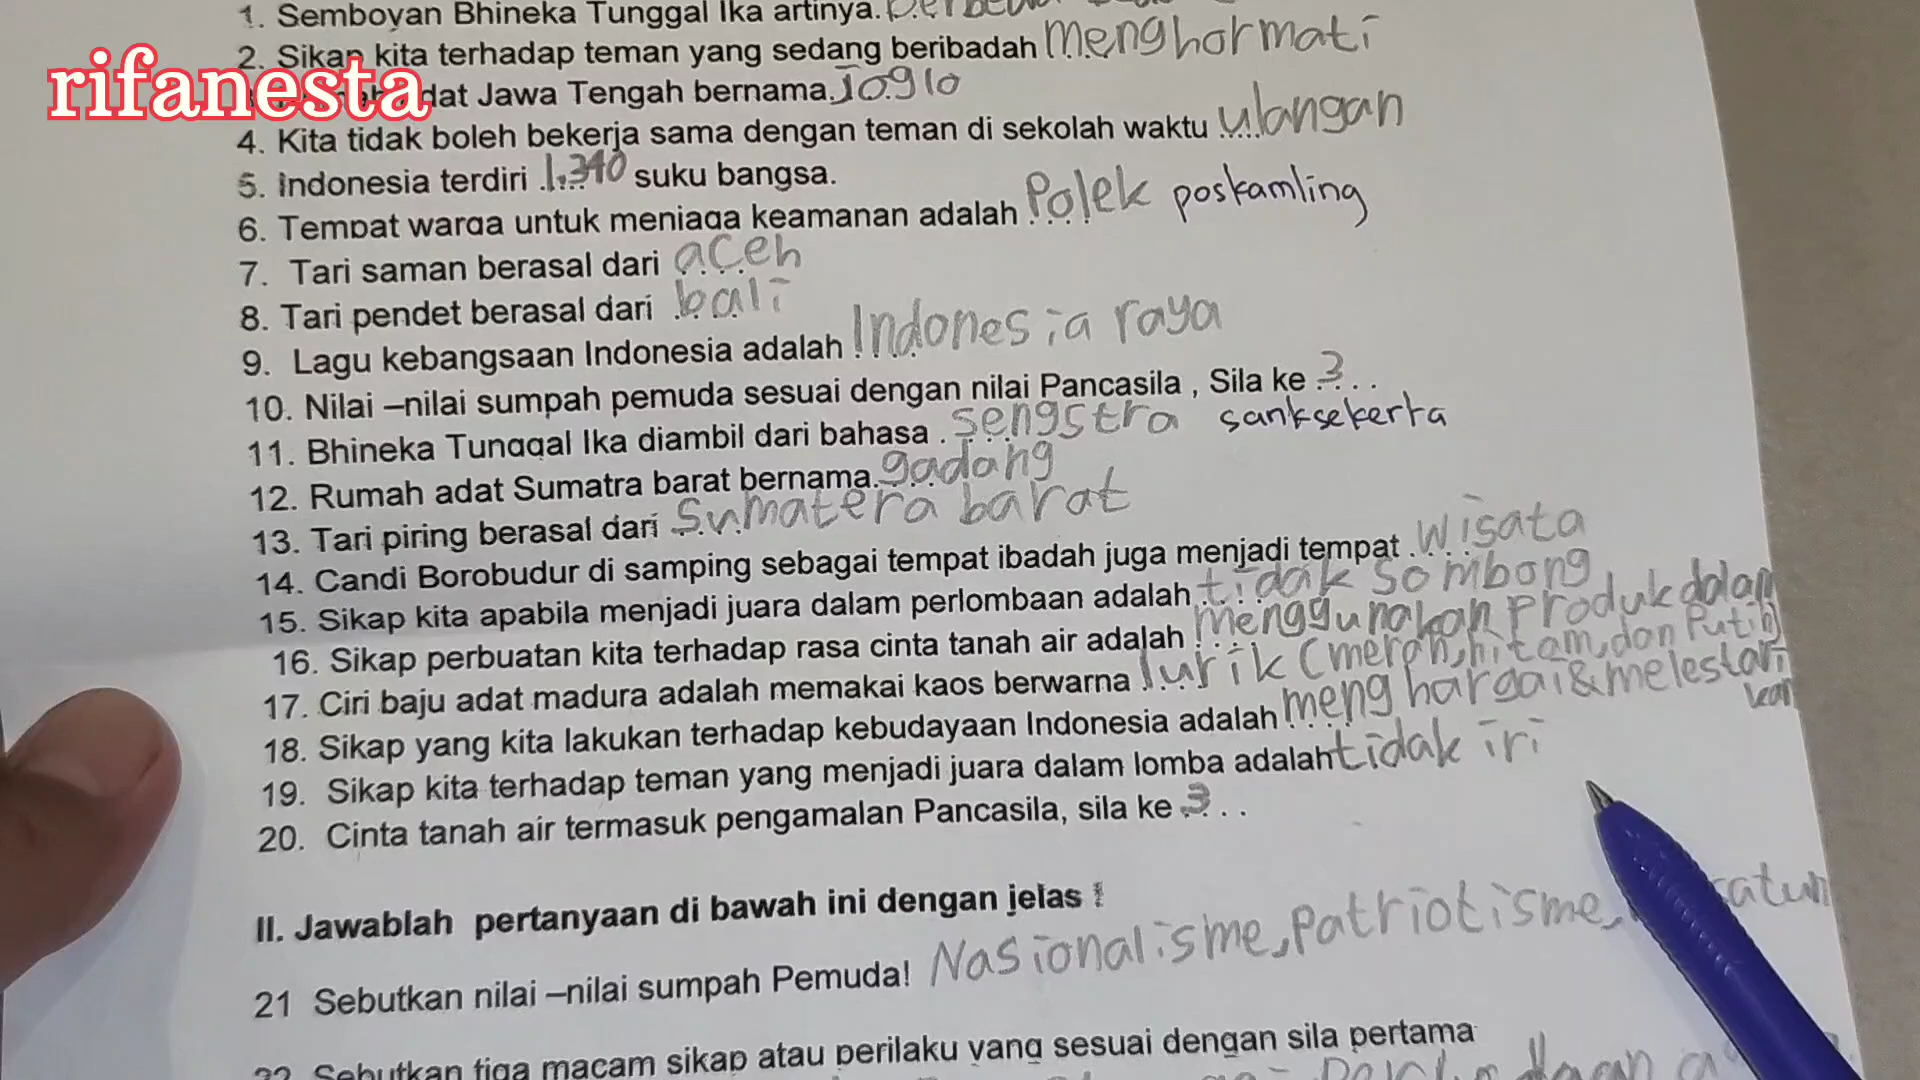 1. Semboyan Bhineka Tunggal Ika artinya. berbeda
2. Sikap kita terhadap teman yang sedang beribadah menghormati
rifanesta
dat Jawa Tengah bernama. Joglo
4. Kita tidak boleh bekerja sama dengan teman di sekolah waktu ..... ulangan
5. Indonesia terdiri 1.340 suku bangsa.
6. Tempat warga untuk menjaga keamanan adalah .... Polek poskamling
7. Tari saman berasal dari .... aceh
8. Tari pendet berasal dari .... bali
9. Lagu kebangsaan Indonesia adalah .... Indonesia raya
10. Nilai –nilai sumpah pemuda sesuai dengan nilai Pancasila , Sila ke 3 . . .
11. Bhineka Tunggal Ika diambil dari bahasa .... sengstra sanksekerta
12. Rumah adat Sumatra barat bernama.... gadang
13. Tari piring berasal dari .... Sumatera barat
14. Candi Borobudur di samping sebagai tempat ibadah juga menjadi tempat .... wisata
15. Sikap kita apabila menjadi juara dalam perlombaan adalah .... tidak sombong
16. Sikap perbuatan kita terhadap rasa cinta tanah air adalah .... menggunakan produk dalam
17. Ciri baju adat madura adalah memakai kaos berwarna .... lurik (merah, hitam, dan Putih)
18. Sikap yang kita lakukan terhadap kebudayaan Indonesia adalah .... menghargai & melestarikan
19. Sikap kita terhadap teman yang menjadi juara dalam lomba adalah tidak iri
20. Cinta tanah air termasuk pengamalan Pancasila, sila ke 3 . . .
II. Jawablah pertanyaan di bawah ini dengan jelas !
21 Sebutkan nilai –nilai sumpah Pemuda! Nasionalisme, patriotisme,
22 Sebutkan tiga macam sikap atau perilaku yang sesuai dengan sila pertama